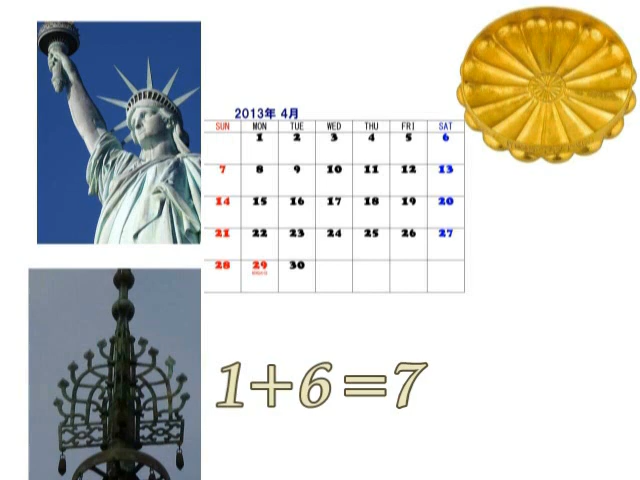 2013年 4月
SUN MON TUE WED THU FRI SAT
1 2 3 4 5 6
7 8 9 10 11 12 13
14 15 16 17 18 19 20
21 22 23 24 25 26 27
28 29 30
1+6=7